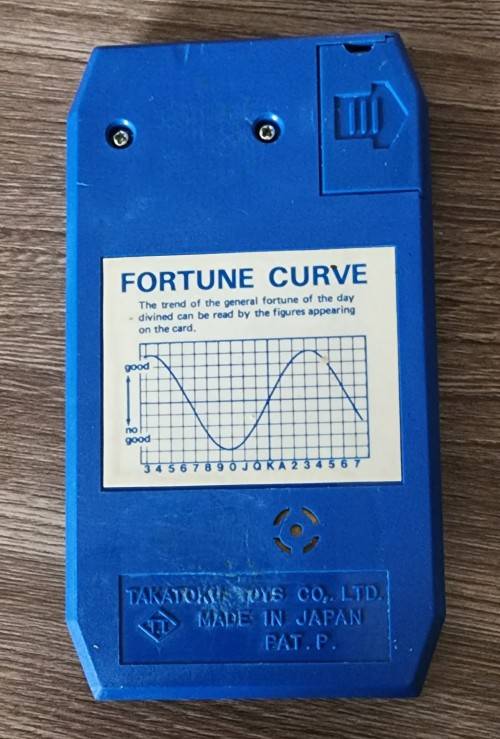 FORTUNE CURVE
The trend of the general fortune of the day
divined can be read by the figures appearing
on the card.
good
no
good
3 4 5 6 7 8 9 0 J Q K A 2 3 4 5 6 7
TAKATOKU TOYS CO,. LTD.
MADE IN JAPAN
PAT. P.